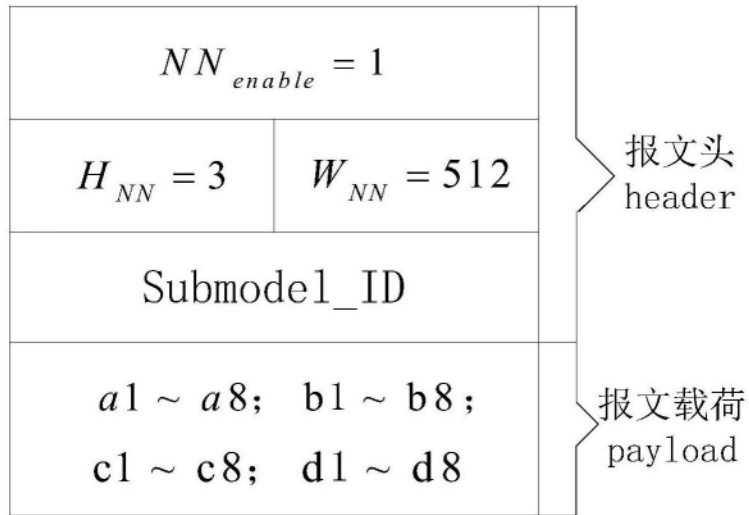 NN_enable = 1
H_NN = 3
W_NN = 512
报文头
header
Submodel_ID
a1 ~ a8; b1 ~ b8;
c1 ~ c8; d1 ~ d8
报文载荷
payload